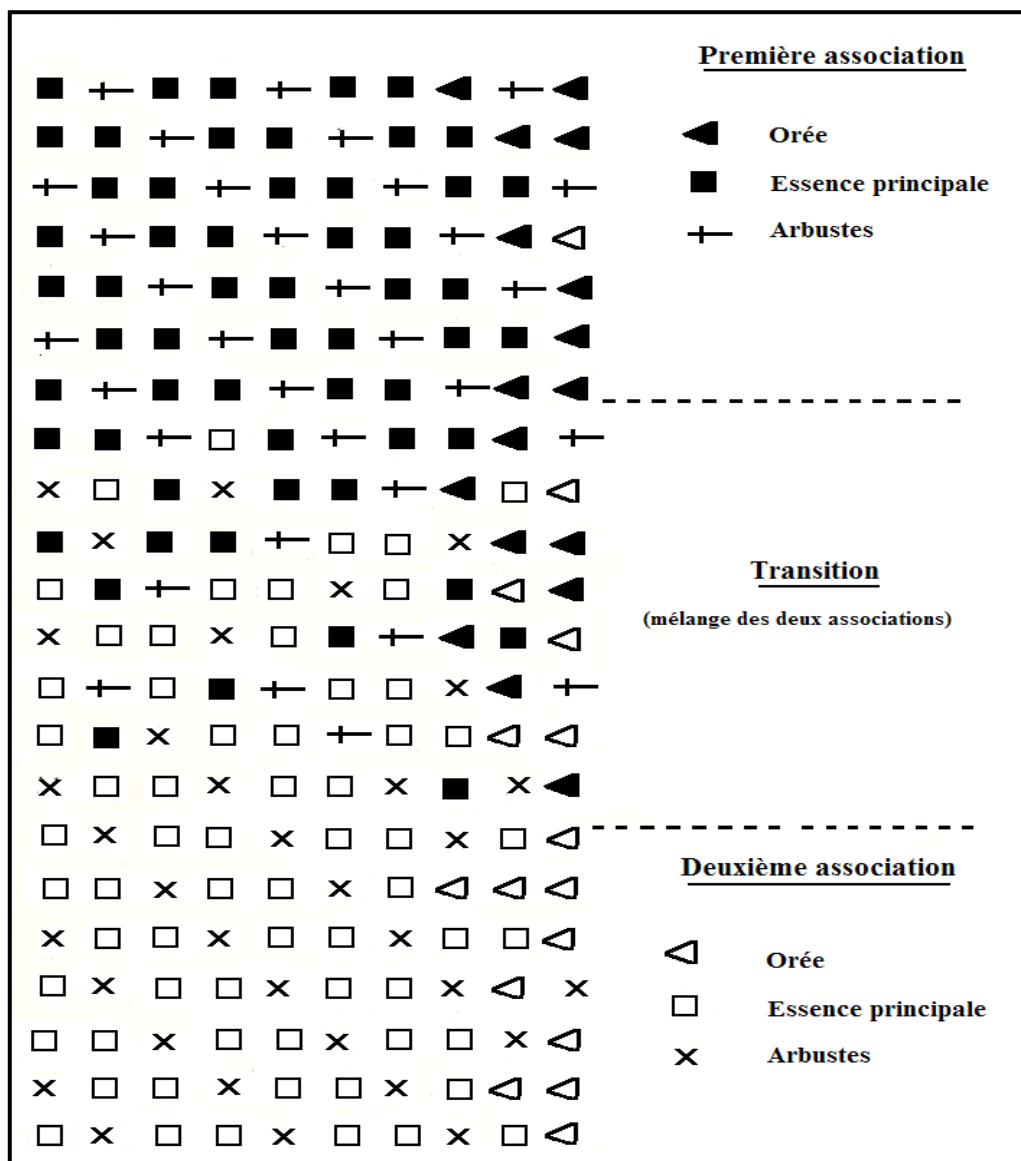 Première association
Orée
Essence principale
Arbustes
Transition
(mélange des deux associations)
Deuxième association
Orée
Essence principale
Arbustes